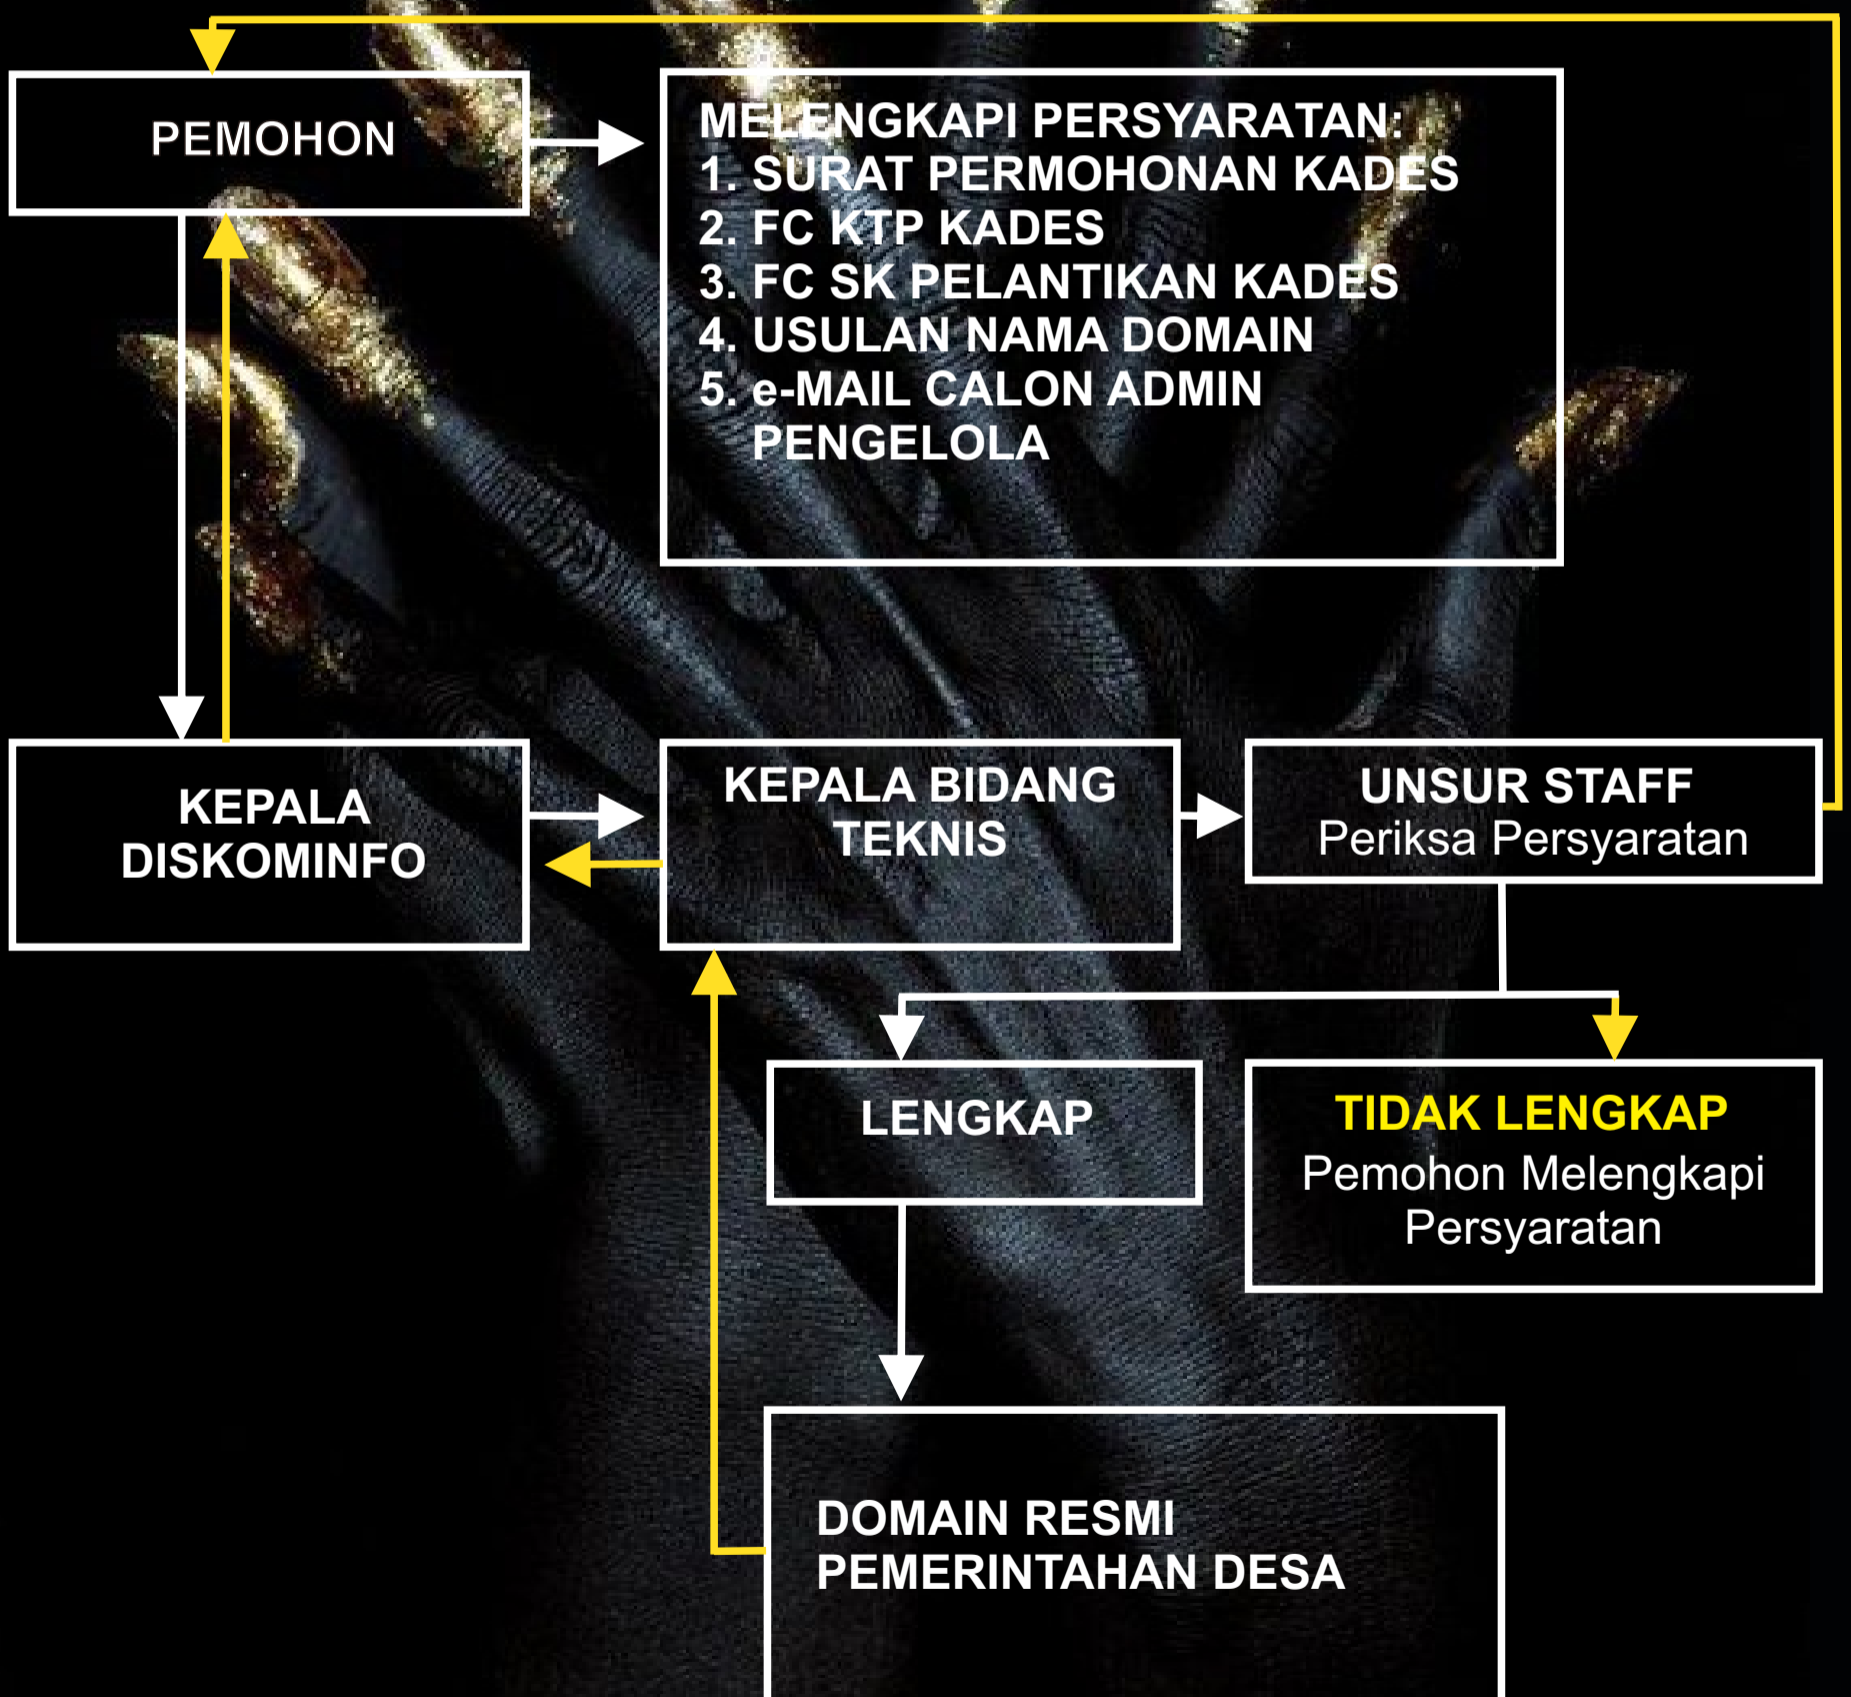 PEMOHON
MELENGKAPI PERSYARATAN:
1. SURAT PERMOHONAN KADES
2. FC KTP KADES
3. FC SK PELANTIKAN KADES
4. USULAN NAMA DOMAIN
5. e-MAIL CALON ADMIN
PENGELOLA
KEPALA
DISKOMINFO
KEPALA BIDANG
TEKNIS
UNSUR STAFF
Periksa Persyaratan
LENGKAP
TIDAK LENGKAP
Pemohon Melengkapi
Persyaratan
DOMAIN RESMI
PEMERINTAHAN DESA